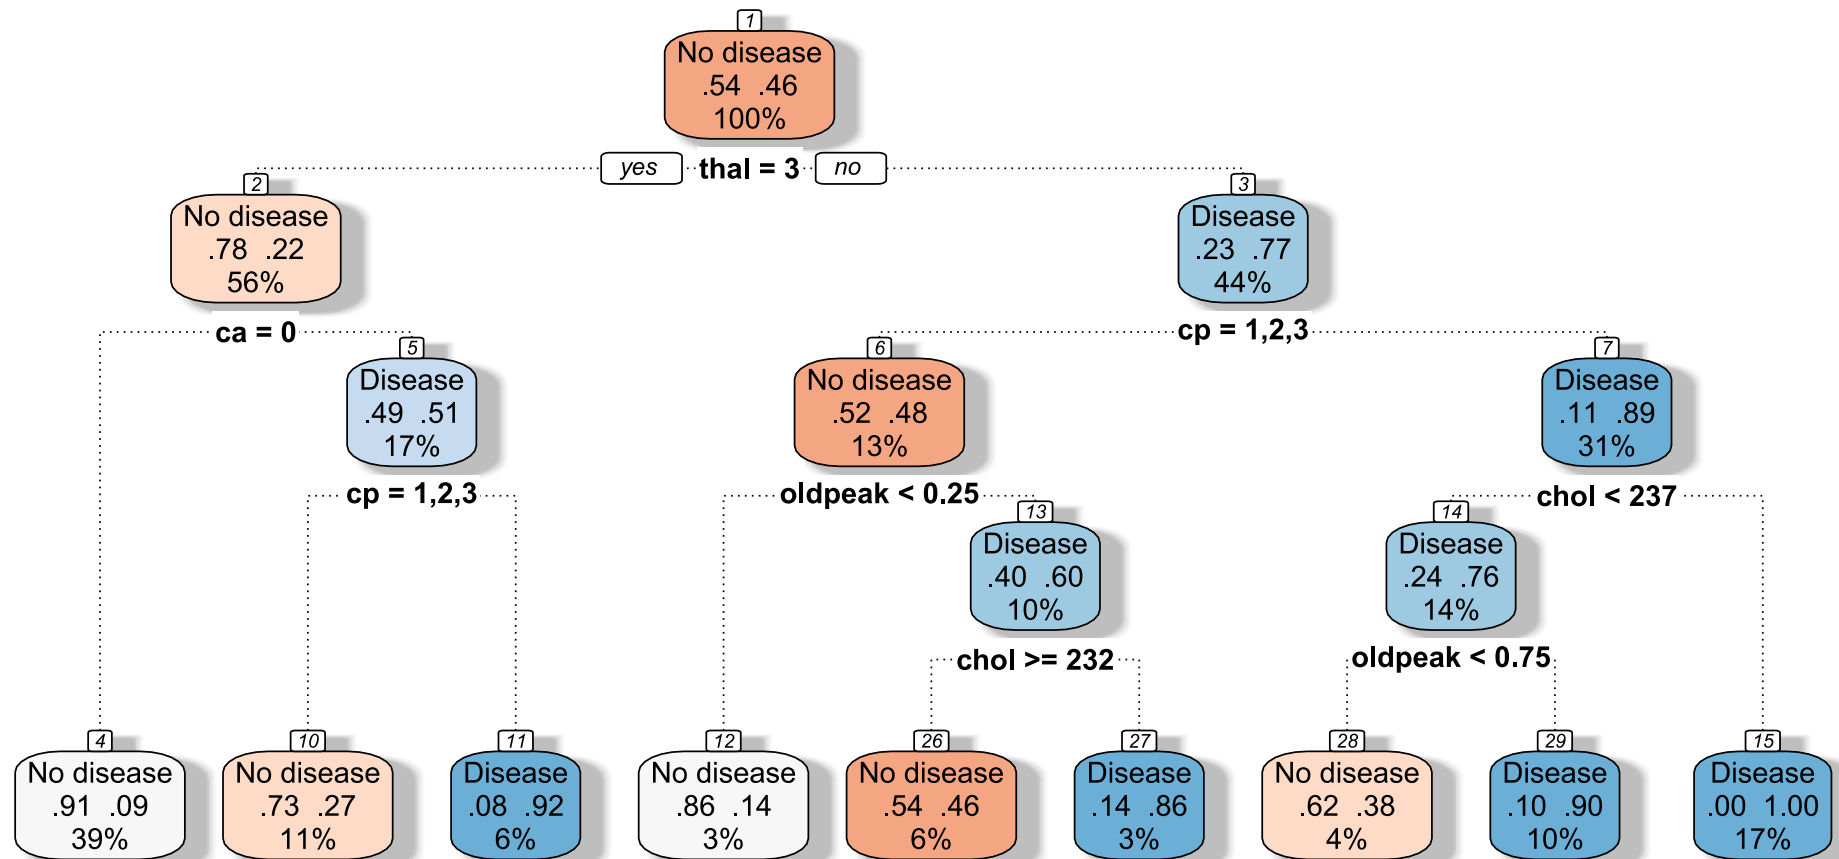 1
No disease
.54 .46
100%
yes thal = 3 no
2
No disease
.78 .22
56%
3
Disease
.23 .77
44%
ca = 0
cp = 1,2,3
5
Disease
.49 .51
17%
6
No disease
.52 .48
13%
7
Disease
.11 .89
31%
cp = 1,2,3
oldpeak < 0.25
chol < 237
13
Disease
.40 .60
10%
14
Disease
.24 .76
14%
chol >= 232
oldpeak < 0.75
4
No disease
.91 .09
39%
10
No disease
.73 .27
11%
11
Disease
.08 .92
6%
12
No disease
.86 .14
3%
26
No disease
.54 .46
6%
27
Disease
.14 .86
3%
28
No disease
.62 .38
4%
29
Disease
.10 .90
10%
15
Disease
.00 1.00
17%